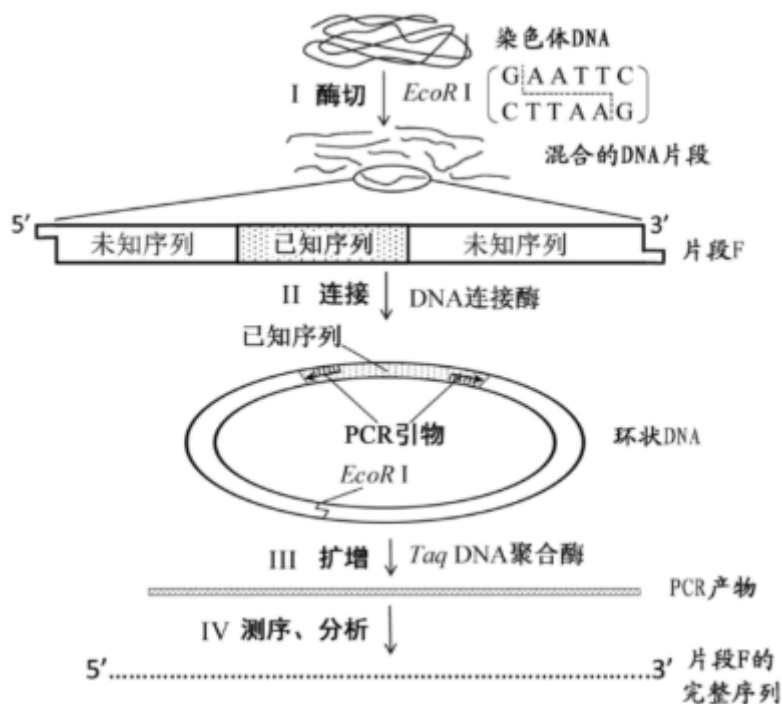 染色体DNA
I 酶切 EcoR I
G A A T T C
C T T A A G
混合的DNA片段
5′ 3′
未知序列 已知序列 未知序列 片段F
II 连接 DNA连接酶
已知序列
PCR引物 环状DNA
EcoR I
III 扩增 Taq DNA聚合酶
PCR产物
IV 测序、分析
5′ 3′ 片段F的
完整序列